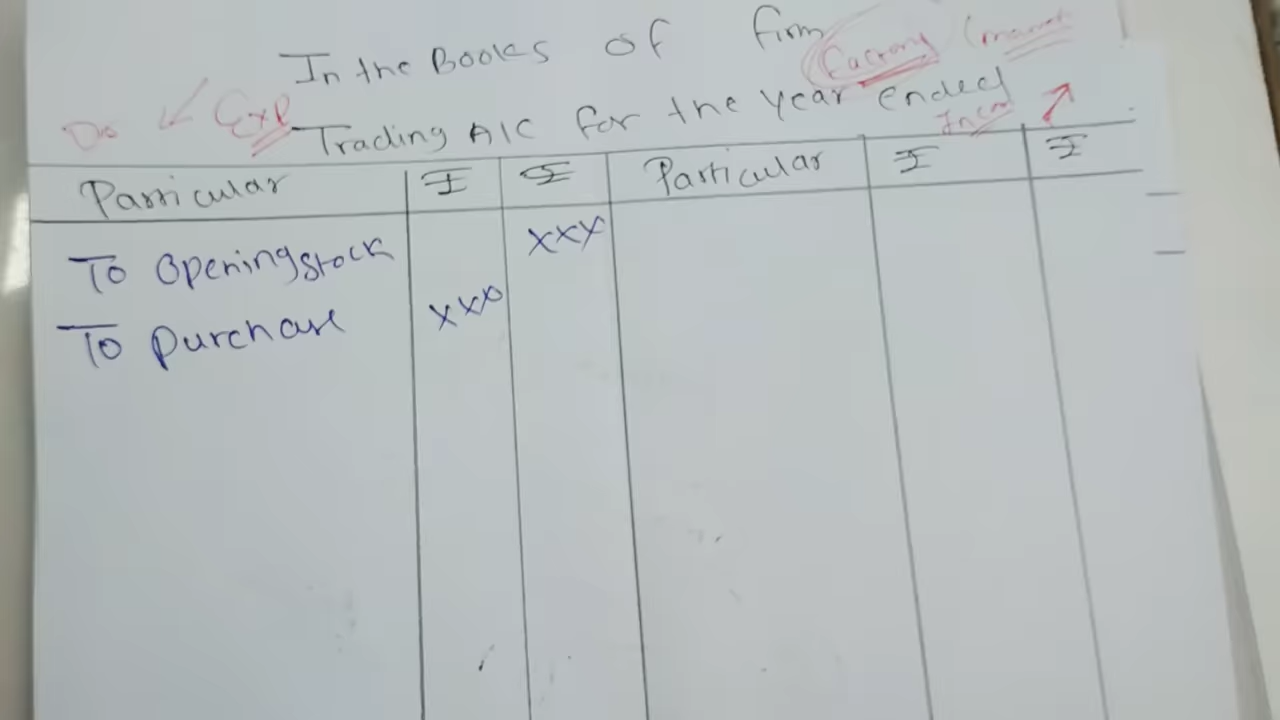 In the Books of firm
factory
Exp
Trading A/C for the year ended
Particular ₹ ₹ Particular ₹ ₹
To Opening stock xxx
To purchase xxx